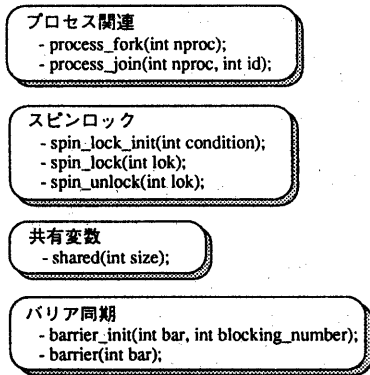 プロセス関連
- process_fork(int nproc);
- process_join(int nproc, int id);
スピンロック
- spin_lock_init(int condition);
- spin_lock(int lok);
- spin_unlock(int lok);
共有変数
- shared(int size);
バリア同期
- barrier_init(int bar, int blocking_number);
- barrier(int bar);